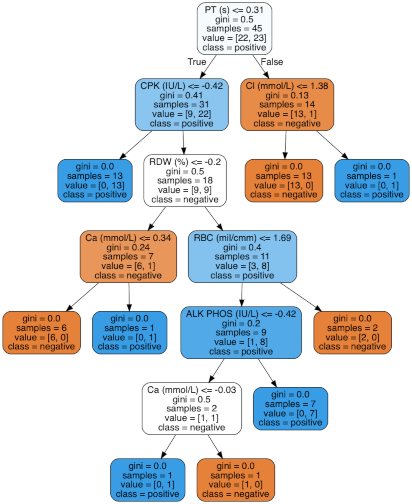 PT (s) <= 0.31
gini = 0.5
samples = 45
value = [22, 23]
class = positive
True
False
CPK (IU/L) <= -0.42
gini = 0.41
samples = 31
value = [9, 22]
class = positive
Cl (mmol/L) <= 1.38
gini = 0.13
samples = 14
value = [13, 1]
class = negative
gini = 0.0
samples = 13
value = [0, 13]
class = positive
RDW (%) <= -0.2
gini = 0.5
samples = 18
value = [9, 9]
class = negative
gini = 0.0
samples = 13
value = [13, 0]
class = negative
gini = 0.0
samples = 1
value = [0, 1]
class = positive
Ca (mmol/L) <= 0.34
gini = 0.24
samples = 7
value = [6, 1]
class = negative
RBC (mil/cmm) <= 1.69
gini = 0.4
samples = 11
value = [3, 8]
class = positive
gini = 0.0
samples = 6
value = [6, 0]
class = negative
gini = 0.0
samples = 1
value = [0, 1]
class = positive
ALK PHOS (IU/L) <= -0.42
gini = 0.2
samples = 9
value = [1, 8]
class = positive
gini = 0.0
samples = 2
value = [2, 0]
class = negative
Ca (mmol/L) <= -0.03
gini = 0.5
samples = 2
value = [1, 1]
class = negative
gini = 0.0
samples = 7
value = [0, 7]
class = positive
gini = 0.0
samples = 1
value = [0, 1]
class = positive
gini = 0.0
samples = 1
value = [1, 0]
class = negative